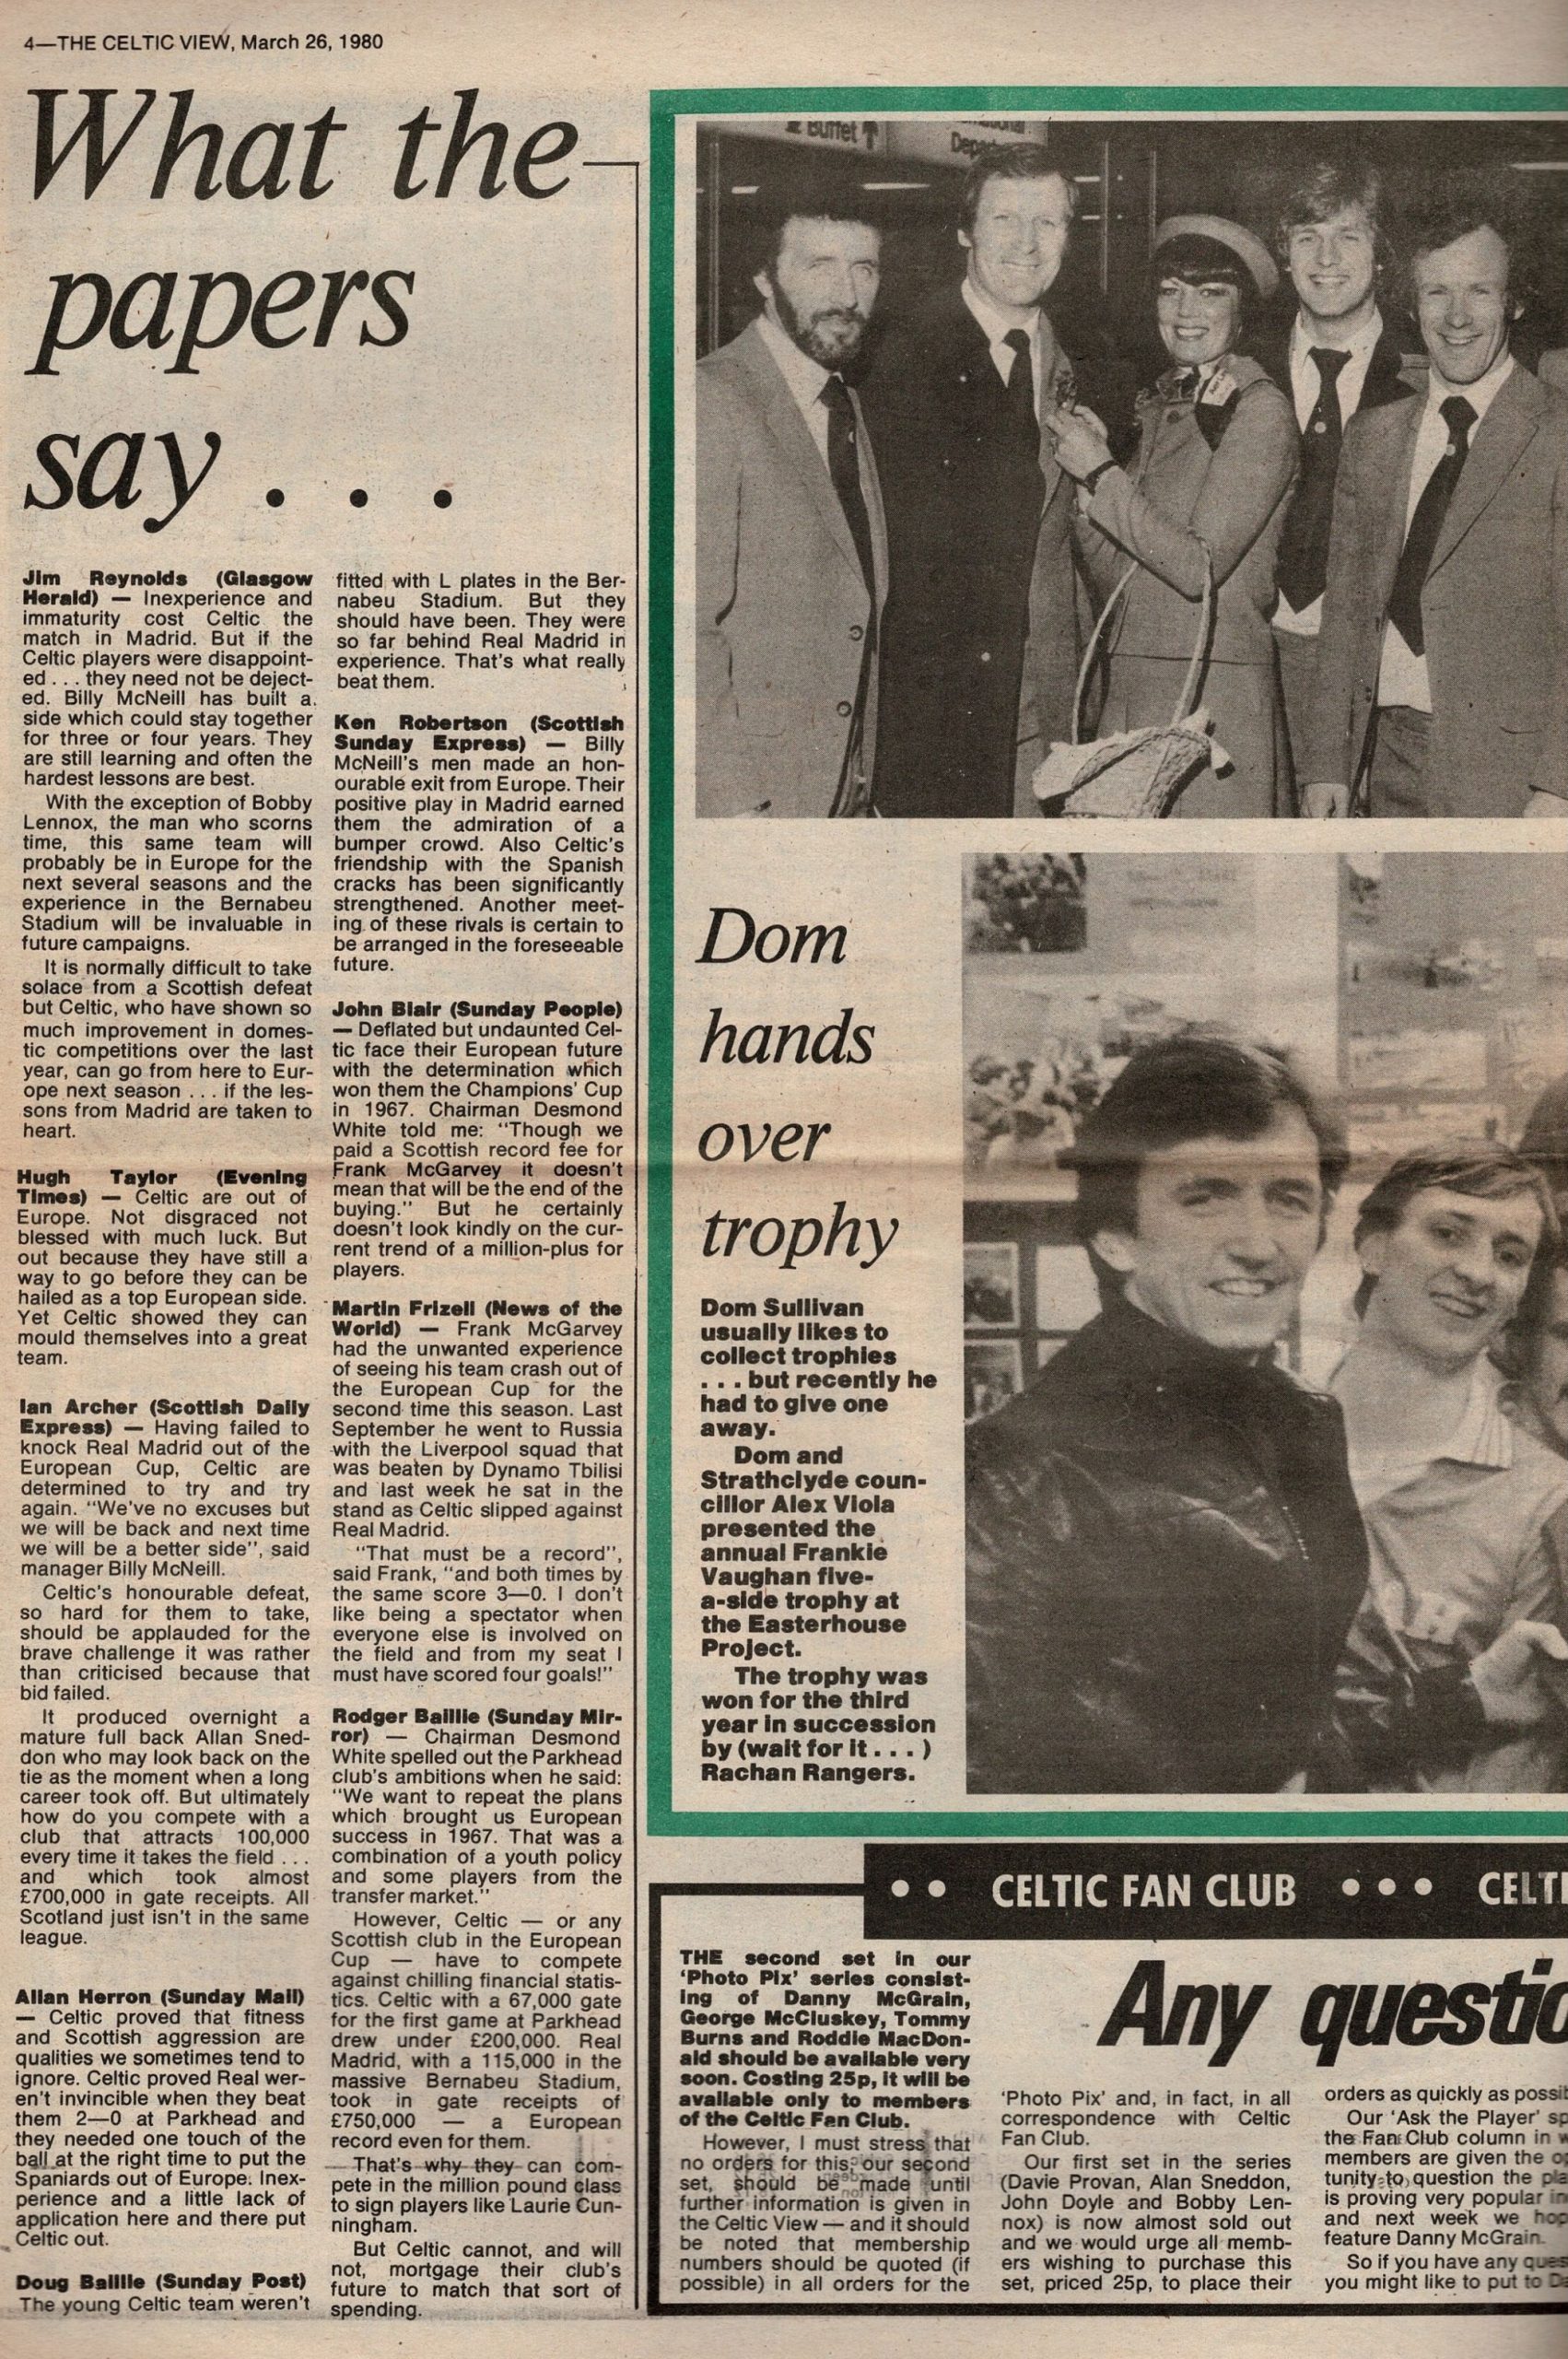 4—THE CELTIC VIEW, March 26, 1980
What the
papers
say . . .
Jim Reynolds (Glasgow
Herald) — Inexperience and
immaturity cost Celtic the
match in Madrid. But if the
Celtic players were disappoint-
ed . . . they need not be deject-
ed. Billy McNeill has built a
side which could stay together
for three or four years. They
are still learning and often the
hardest lessons are best.
With the exception of Bobby
Lennox, the man who scorns
time, this same team will
probably be in Europe for the
next several seasons and the
experience in the Bernabeu
Stadium will be invaluable in
future campaigns.
It is normally difficult to take
solace from a Scottish defeat
but Celtic, who have shown so
much improvement in domes-
tic competitions over the last
year, can go from here to Eur-
ope next season . . . if the les-
sons from Madrid are taken to
heart.
Hugh Taylor (Evening
Times) — Celtic are out of
Europe. Not disgraced not
blessed with much luck. But
out because they have still a
way to go before they can be
hailed as a top European side.
Yet Celtic showed they can
mould themselves into a great
team.
Ian Archer (Scottish Daily
Express) — Having failed to
knock Real Madrid out of the
European Cup, Celtic are
determined to try and try
again. “We've no excuses but
we will be back and next time
we will be a better side”, said
manager Billy McNeill.
Celtic's honourable defeat,
so hard for them to take,
should be applauded for the
brave challenge it was rather
than criticised because that
bid failed.
It produced overnight a
mature full back Allan Sned-
don who may look back on the
tie as the moment when a long
career took off. But ultimately
how do you compete with a
club that attracts 100,000
every time it takes the field . . .
and which took almost
£700,000 in gate receipts. All
Scotland just isn't in the same
league.
Allan Herron (Sunday Mail)
— Celtic proved that fitness
and Scottish aggression are
qualities we sometimes tend to
ignore. Celtic proved Real wer-
en't invincible when they beat
them 2—0 at Parkhead and
they needed one touch of the
ball at the right time to put the
Spaniards out of Europe. Inex-
perience and a little lack of
application here and there put
Celtic out.
Doug Baillie (Sunday Post)
The young Celtic team weren't
fitted with L plates in the Ber-
nabeu Stadium. But they
should have been. They were
so far behind Real Madrid in
experience. That's what really
beat them.
Ken Robertson (Scottish
Sunday Express) — Billy
McNeill's men made an hon-
ourable exit from Europe. Their
positive play in Madrid earned
them the admiration of a
bumper crowd. Also Celtic's
friendship with the Spanish
cracks has been significantly
strengthened. Another meet-
ing of these rivals is certain to
be arranged in the foreseeable
future.
John Blair (Sunday People)
— Deflated but undaunted Cel-
tic face their European future
with the determination which
won them the Champions' Cup
in 1967. Chairman Desmond
White told me: “Though we
paid a Scottish record fee for
Frank McGarvey it doesn't
mean that will be the end of the
buying.” But he certainly
doesn't look kindly on the cur-
rent trend of a million-plus for
players.
Martin Frizell (News of the
World) — Frank McGarvey
had the unwanted experience
of seeing his team crash out of
the European Cup for the
second time this season. Last
September he went to Russia
with the Liverpool squad that
was beaten by Dynamo Tbilisi
and last week he sat in the
stand as Celtic slipped against
Real Madrid.
“That must be a record”,
said Frank, “and both times by
the same score 3—0. I don't
like being a spectator when
everyone else is involved on
the field and from my seat I
must have scored four goals!”
Rodger Baillie (Sunday Mir-
ror) — Chairman Desmond
White spelled out the Parkhead
club's ambitions when he said:
“We want to repeat the plans
which brought us European
success in 1967. That was a
combination of a youth policy
and some players from the
transfer market.”
However, Celtic — or any
Scottish club in the European
Cup — have to compete
against chilling financial statis-
tics. Celtic with a 67,000 gate
for the first game at Parkhead
drew under £200,000. Real
Madrid, with a 115,000 in the
massive Bernabeu Stadium,
took in gate receipts of
£750,000 — a European
record even for them.
That's why they can com-
pete in the million pound class
to sign players like Laurie Cun-
ningham.
But Celtic cannot, and will
not, mortgage their club's
future to match that sort of
spending.
Buffet
Dom
hands
over
trophy
Dom Sullivan
usually likes to
collect trophies
. . . but recently he
had to give one
away.
Dom and
Strathclyde coun-
cillor Alex Viola
presented the
annual Frankie
Vaughan five-
a-side trophy at
the Easterhouse
Project.
The trophy was
won for the third
year in succession
by (wait for it . . . )
Rachan Rangers.
•• CELTIC FAN CLUB ••• CELTI
Any questio
THE second set in our
‘Photo Pix’ series consist-
ing of Danny McGrain,
George McCluskey, Tommy
Burns and Roddie MacDon-
ald should be available very
soon. Costing 25p, it will be
available only to members
of the Celtic Fan Club.
However, I must stress that
no orders for this, our second
set, should be made until
further information is given in
the Celtic View — and it should
be noted that membership
numbers should be quoted (if
possible) in all orders for the
‘Photo Pix’ and, in fact, in all
correspondence with Celtic
Fan Club.
Our first set in the series
(Davie Provan, Alan Sneddon,
John Doyle and Bobby Len-
nox) is now almost sold out
and we would urge all memb-
ers wishing to purchase this
set, priced 25p, to place their
orders as quickly as possib
Our ‘Ask the Player’ sp
the Fan Club column in w
members are given the o
tunity to question the pla
is proving very popular in
and next week we hop
feature Danny McGrain.
So if you have any ques
you might like to put to Da